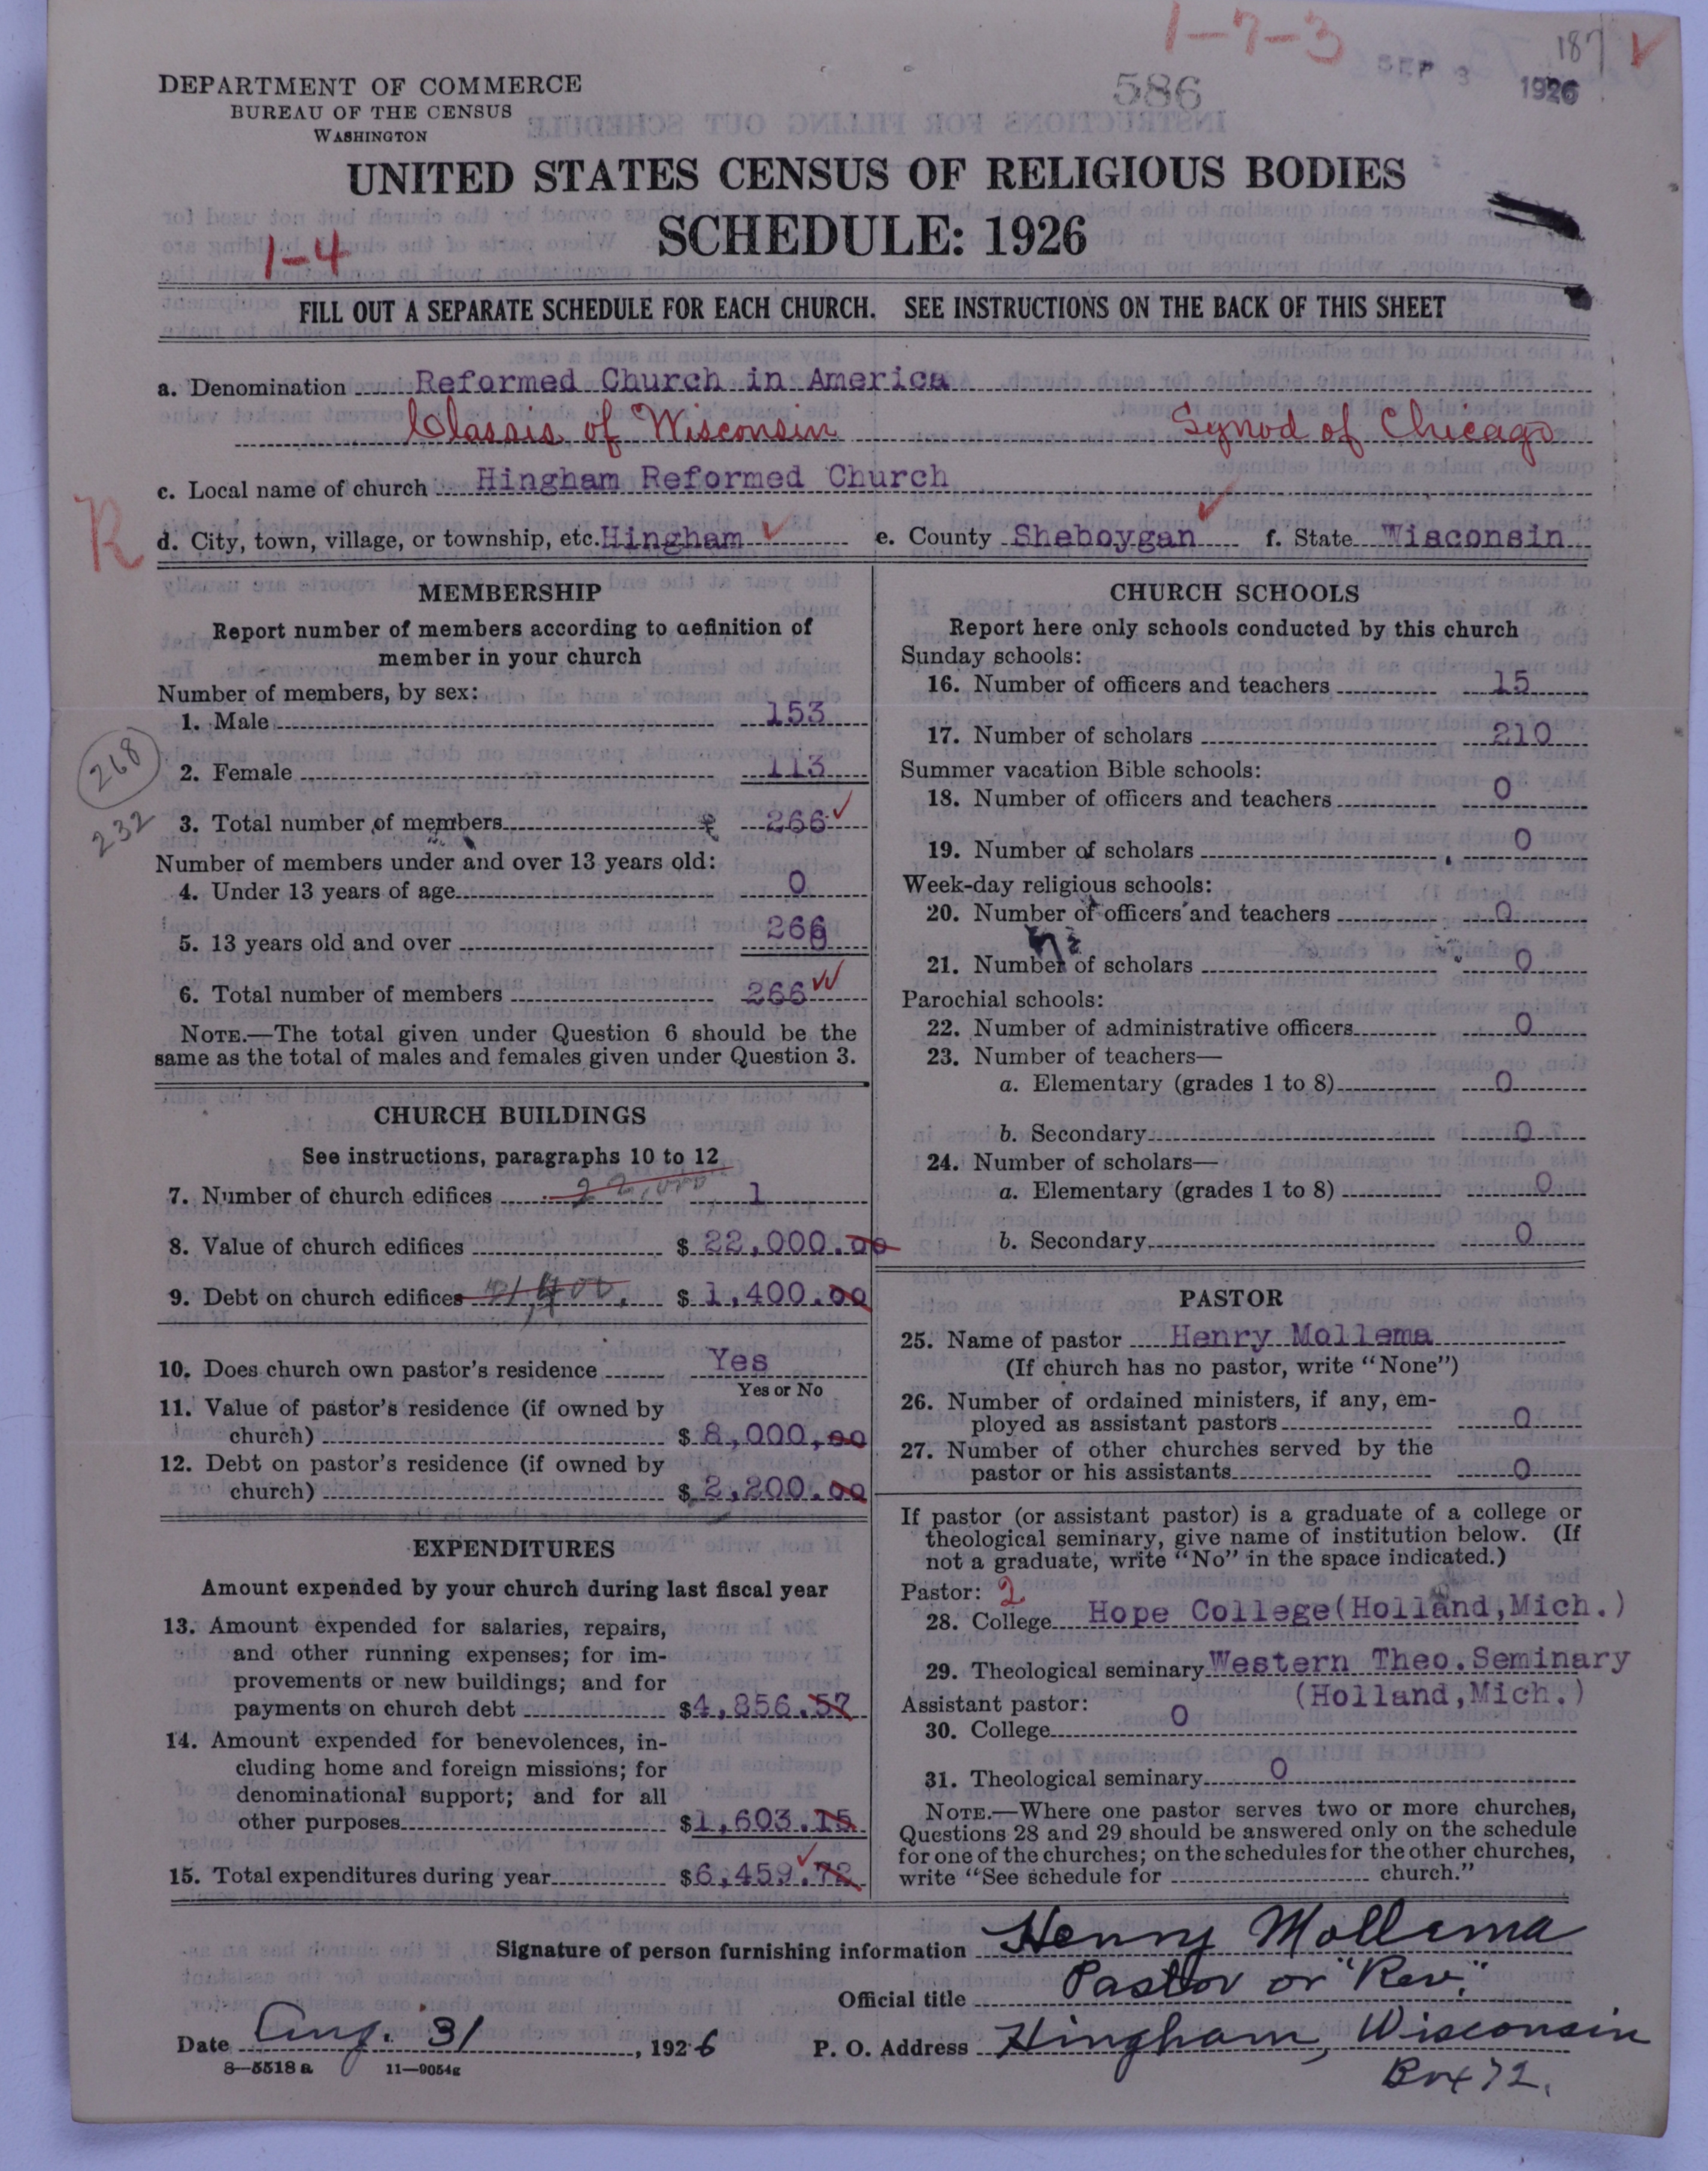 1-7-3
187
586
SEP 3 1926
DEPARTMENT OF COMMERCE
BUREAU OF THE CENSUS
WASHINGTON
UNITED STATES CENSUS OF RELIGIOUS BODIES
SCHEDULE: 1926
1-4
FILL OUT A SEPARATE SCHEDULE FOR EACH CHURCH. SEE INSTRUCTIONS ON THE BACK OF THIS SHEET
a. Denomination Reformed Church in America
Classis of Wisconsin Synod of Chicago
c. Local name of church Hingham Reformed Church
R
d. City, town, village, or township, etc. Hingham e. County Sheboygan f. State Wisconsin
MEMBERSHIP
Report number of members according to definition of
member in your church
Number of members, by sex:
1. Male 153
268
2. Female 113
232
3. Total number of members 266
Number of members under and over 13 years old:
4. Under 13 years of age 0
5. 13 years old and over 266
6. Total number of members 266
NOTE.—The total given under Question 6 should be the
same as the total of males and females given under Question 3.
CHURCH BUILDINGS
See instructions, paragraphs 10 to 12
7. Number of church edifices 22,000 1
8. Value of church edifices $ 22,000.00
9. Debt on church edifices 1,400. $ 1,400.00
10. Does church own pastor's residence Yes
Yes or No
11. Value of pastor's residence (if owned by
church) $ 8,000,00
12. Debt on pastor's residence (if owned by
church) $ 2,200.00
EXPENDITURES
Amount expended by your church during last fiscal year
13. Amount expended for salaries, repairs,
and other running expenses; for im-
provements or new buildings; and for
payments on church debt $4,856.57
14. Amount expended for benevolences, in-
cluding home and foreign missions; for
denominational support; and for all
other purposes $1,603.15
15. Total expenditures during year $6,459.72
CHURCH SCHOOLS
Report here only schools conducted by this church
Sunday schools:
16. Number of officers and teachers 15
17. Number of scholars 210
Summer vacation Bible schools:
18. Number of officers and teachers 0
19. Number of scholars 0
Week-day religious schools:
20. Number of officers and teachers 0
21. Number of scholars 0
Parochial schools:
22. Number of administrative officers 0
23. Number of teachers—
a. Elementary (grades 1 to 8) 0
b. Secondary 0
24. Number of scholars—
a. Elementary (grades 1 to 8) 0
b. Secondary 0
PASTOR
25. Name of pastor Henry Mollema
(If church has no pastor, write "None")
26. Number of ordained ministers, if any, em-
ployed as assistant pastors 0
27. Number of other churches served by the
pastor or his assistants 0
If pastor (or assistant pastor) is a graduate of a college or
theological seminary, give name of institution below. (If
not a graduate, write "No" in the space indicated.)
Pastor: 2
28. College Hope College(Holland,Mich.)
29. Theological seminary Western Theo.Seminary
(Holland,Mich.)
Assistant pastor:
30. College 0
31. Theological seminary 0
NOTE.—Where one pastor serves two or more churches,
Questions 28 and 29 should be answered only on the schedule
for one of the churches; on the schedules for the other churches,
write "See schedule for church."
Signature of person furnishing information Henry Mollema
Official title Pastor or "Rev."
Date Aug. 31, 1926 P. O. Address Hingham, Wisconsin
8—5518 a 11—9054g
Box 72.